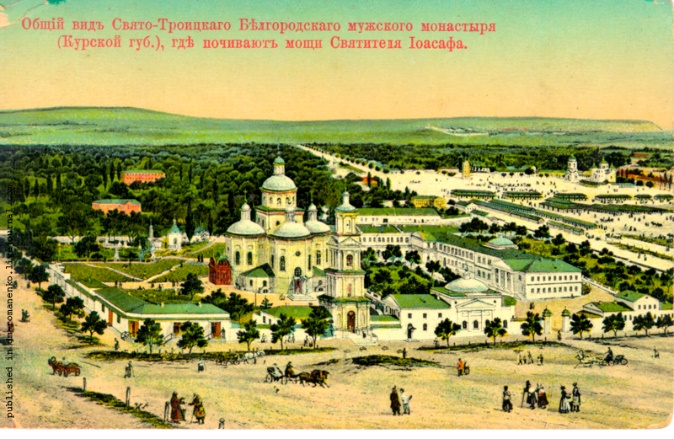 Общій видъ Свято-Троицкаго Бѣлгородскаго мужского монастыря
(Курской губ.), гдѣ почиваютъ мощи Святителя Іоасафа.